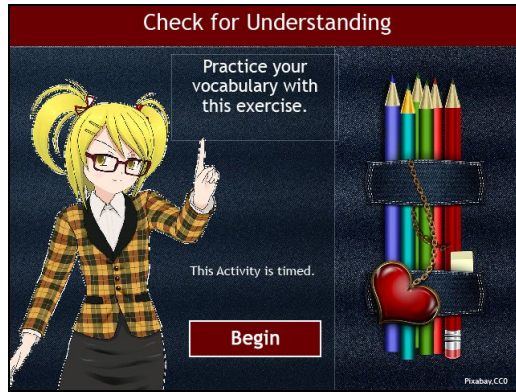 Check for Understanding
Practice your
vocabulary with
this exercise.
This Activity is timed.
Begin
Pixabay,CC0